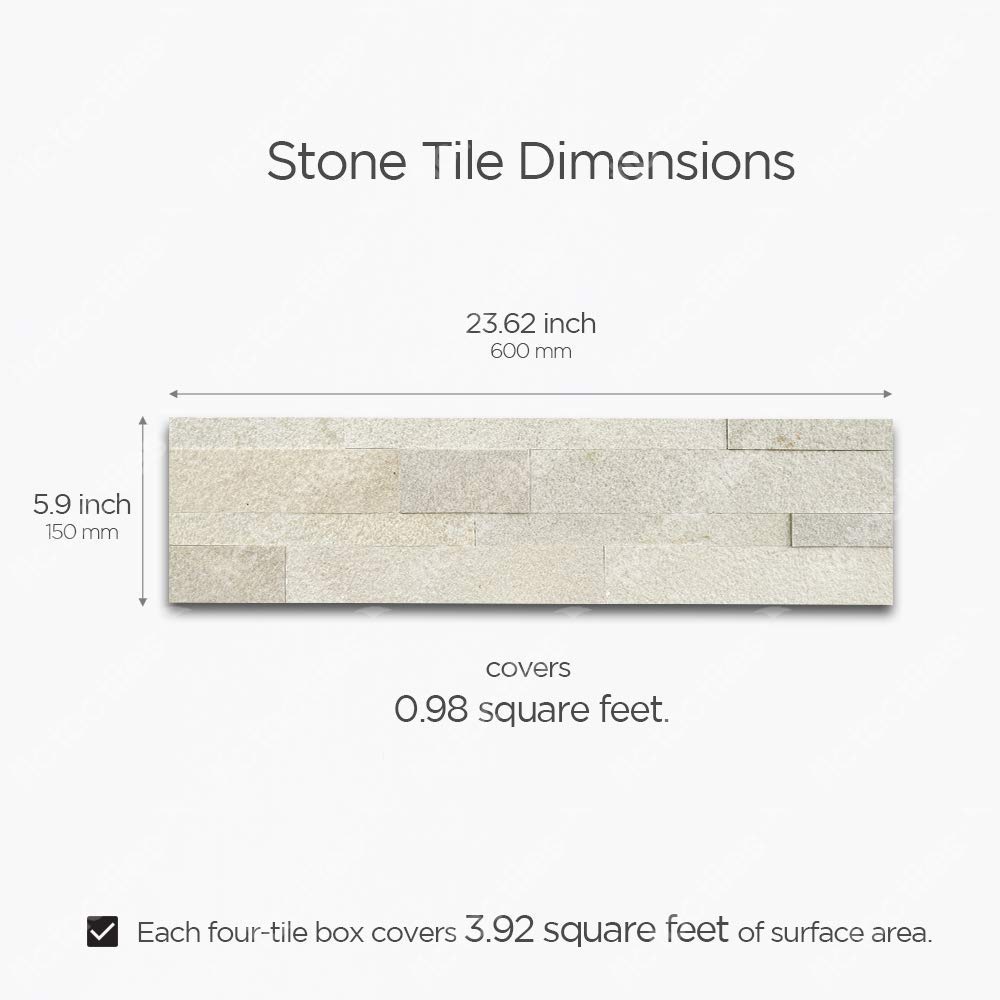 Stone Tile Dimensions
23.62 inch
600 mm
5.9 inch
150 mm
covers
0.98 square feet.
Each four-tile box covers 3.92 square feet of surface area.